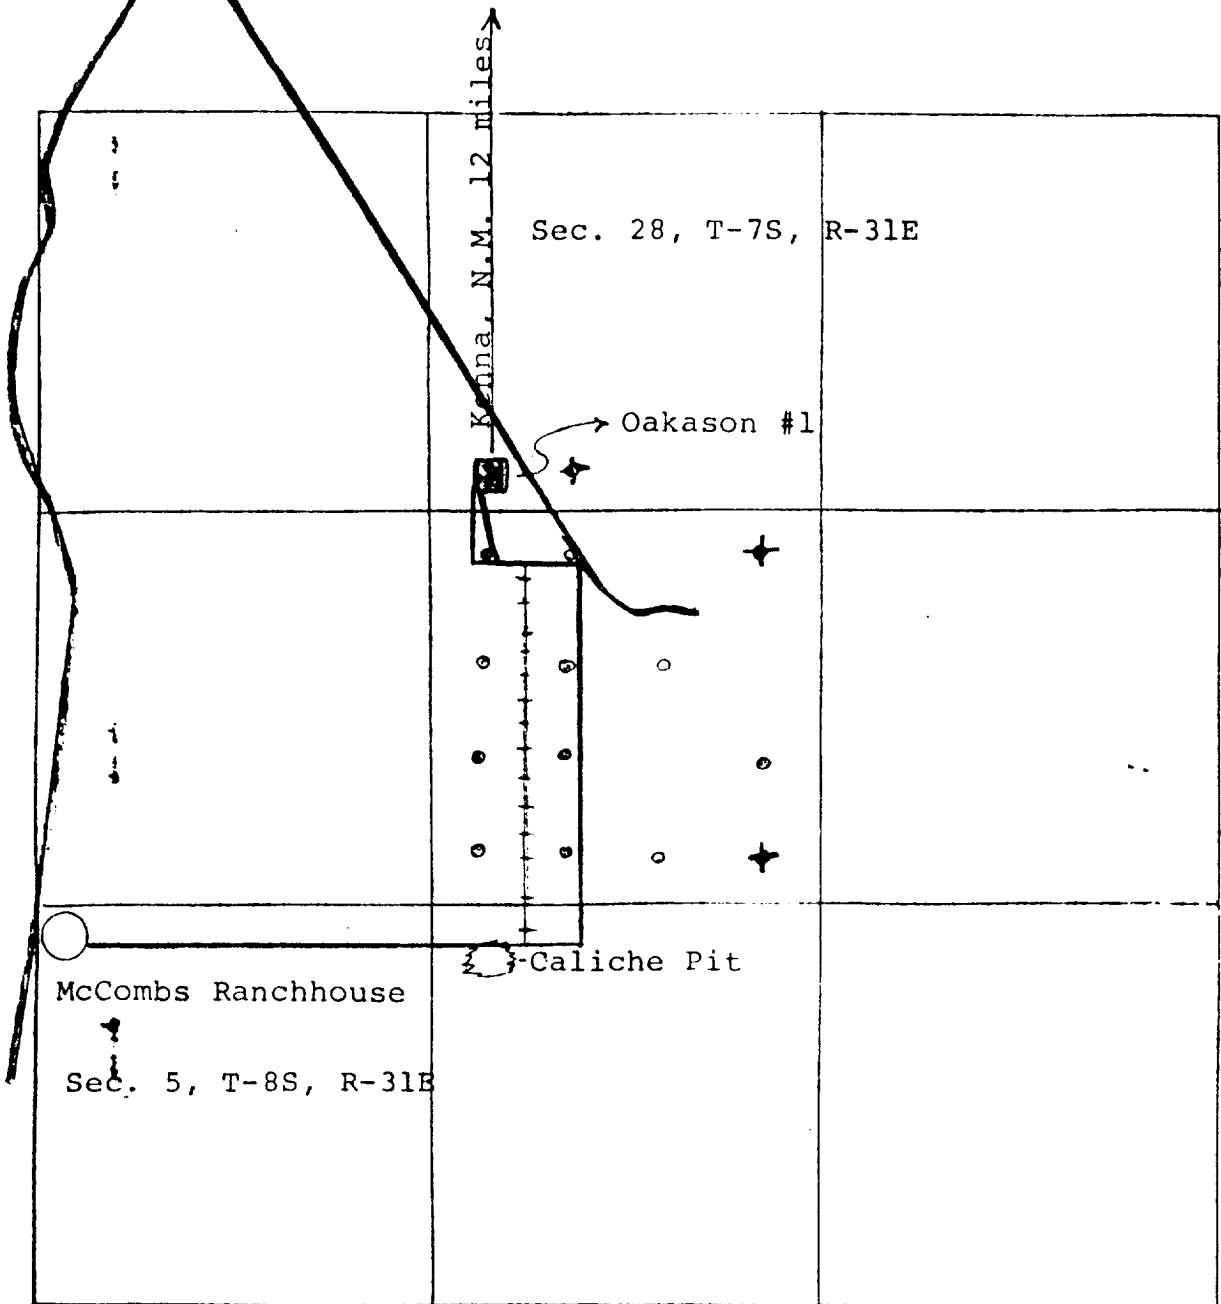 Kenna, N.M. 12 miles
Sec. 28, T-7S, R-31E
Oakason #1
Caliche Pit
McCombs Ranchhouse
Sec. 5, T-8S, R-31E